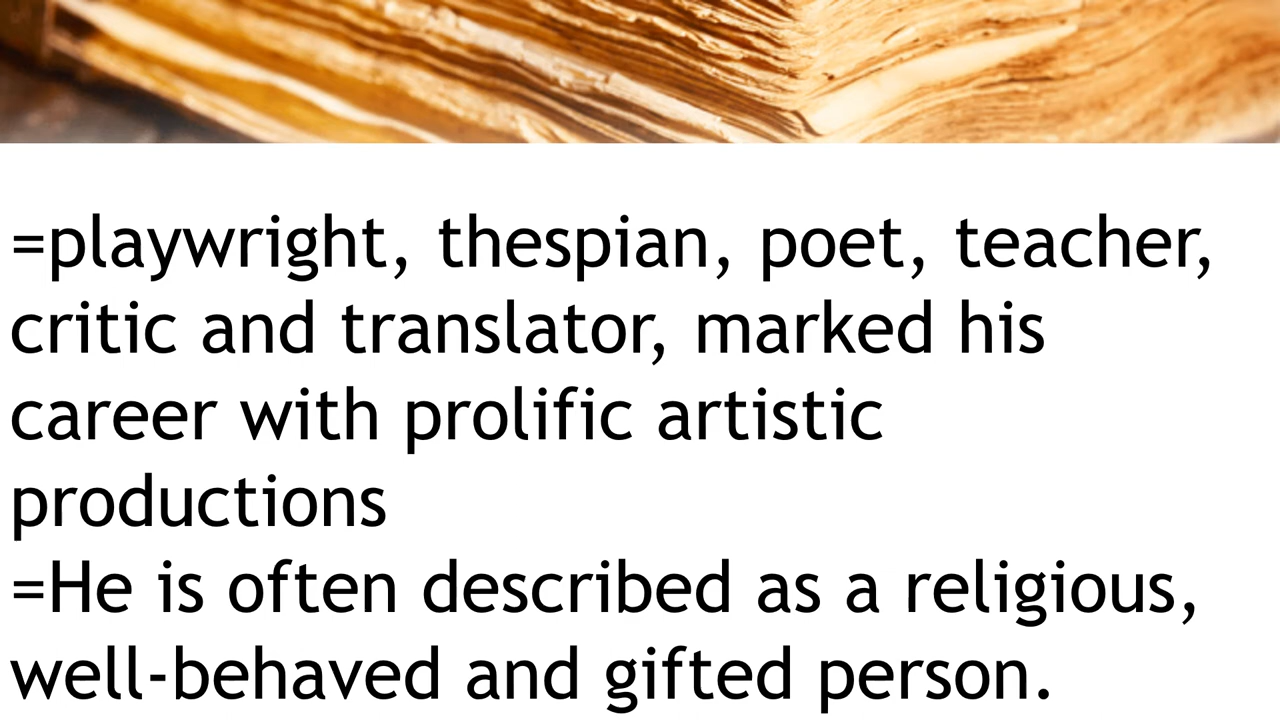 =playwright, thespian, poet, teacher,
critic and translator, marked his
career with prolific artistic
productions
=He is often described as a religious,
well-behaved and gifted person.